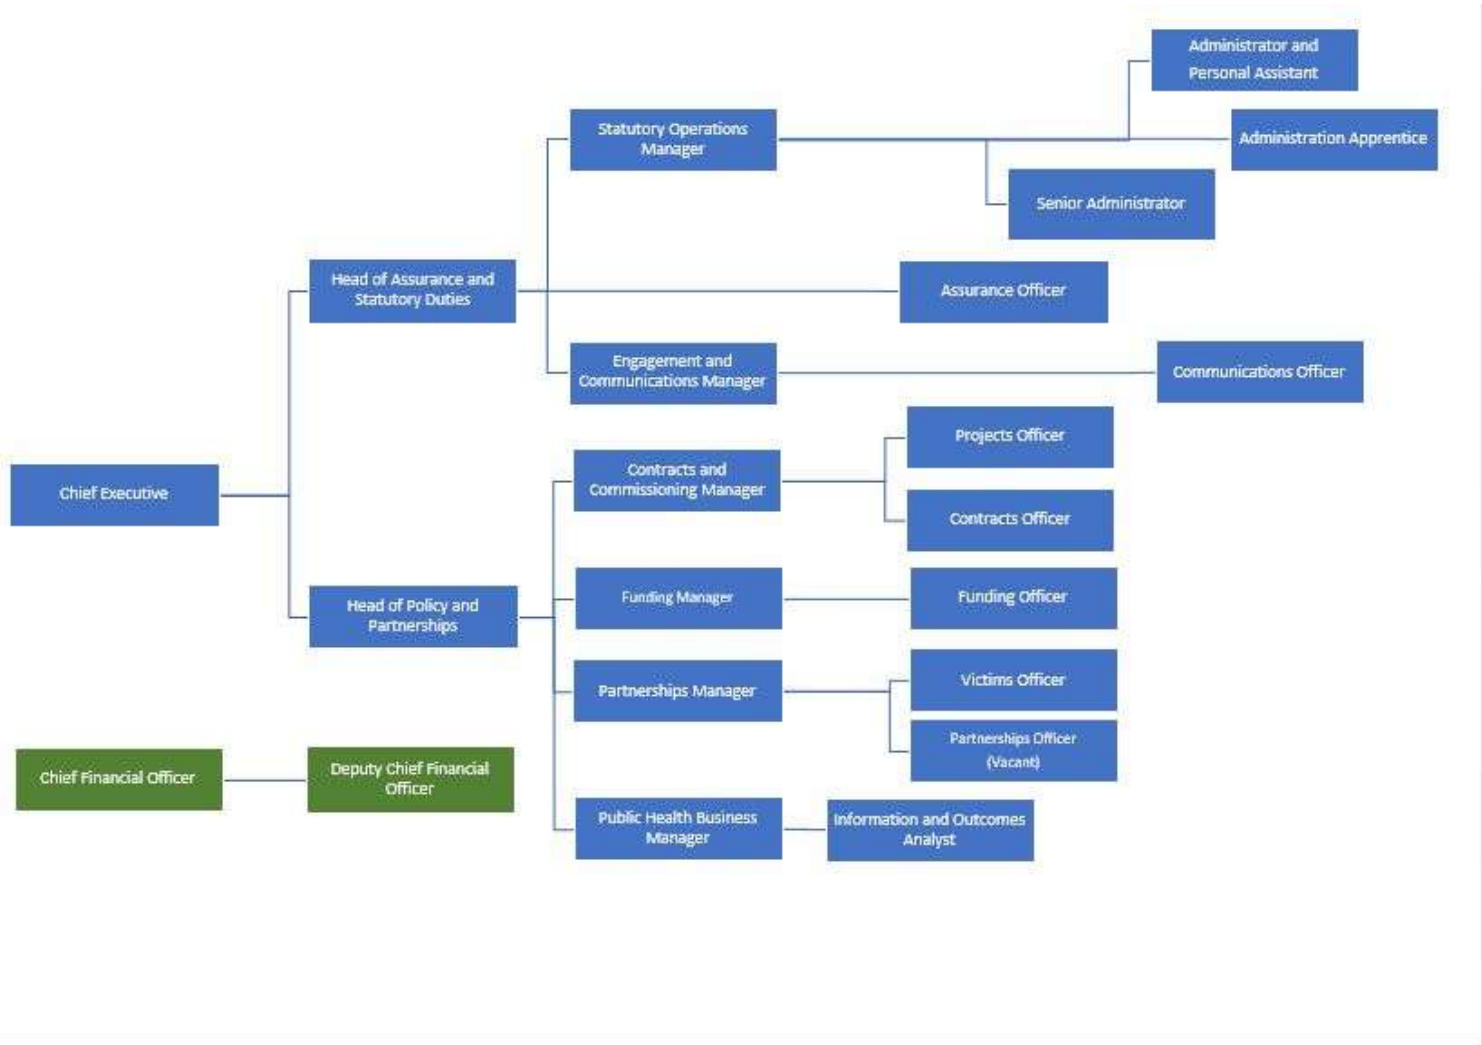 Administrator and
Personal Assistant
Statutory Operations
Manager
Administration Apprentice
Senior Administrator
Head of Assurance and
Statutory Duties
Assurance Officer
Engagement and
Communications Manager
Communications Officer
Projects Officer
Contracts and
Commissioning Manager
Chief Executive
Contracts Officer
Funding Manager
Funding Officer
Head of Policy and
Partnerships
Victims Officer
Partnerships Manager
Partnerships Officer
(Vacant)
Chief Financial Officer
Deputy Chief Financial
Officer
Public Health Business
Manager
Information and Outcomes
Analyst